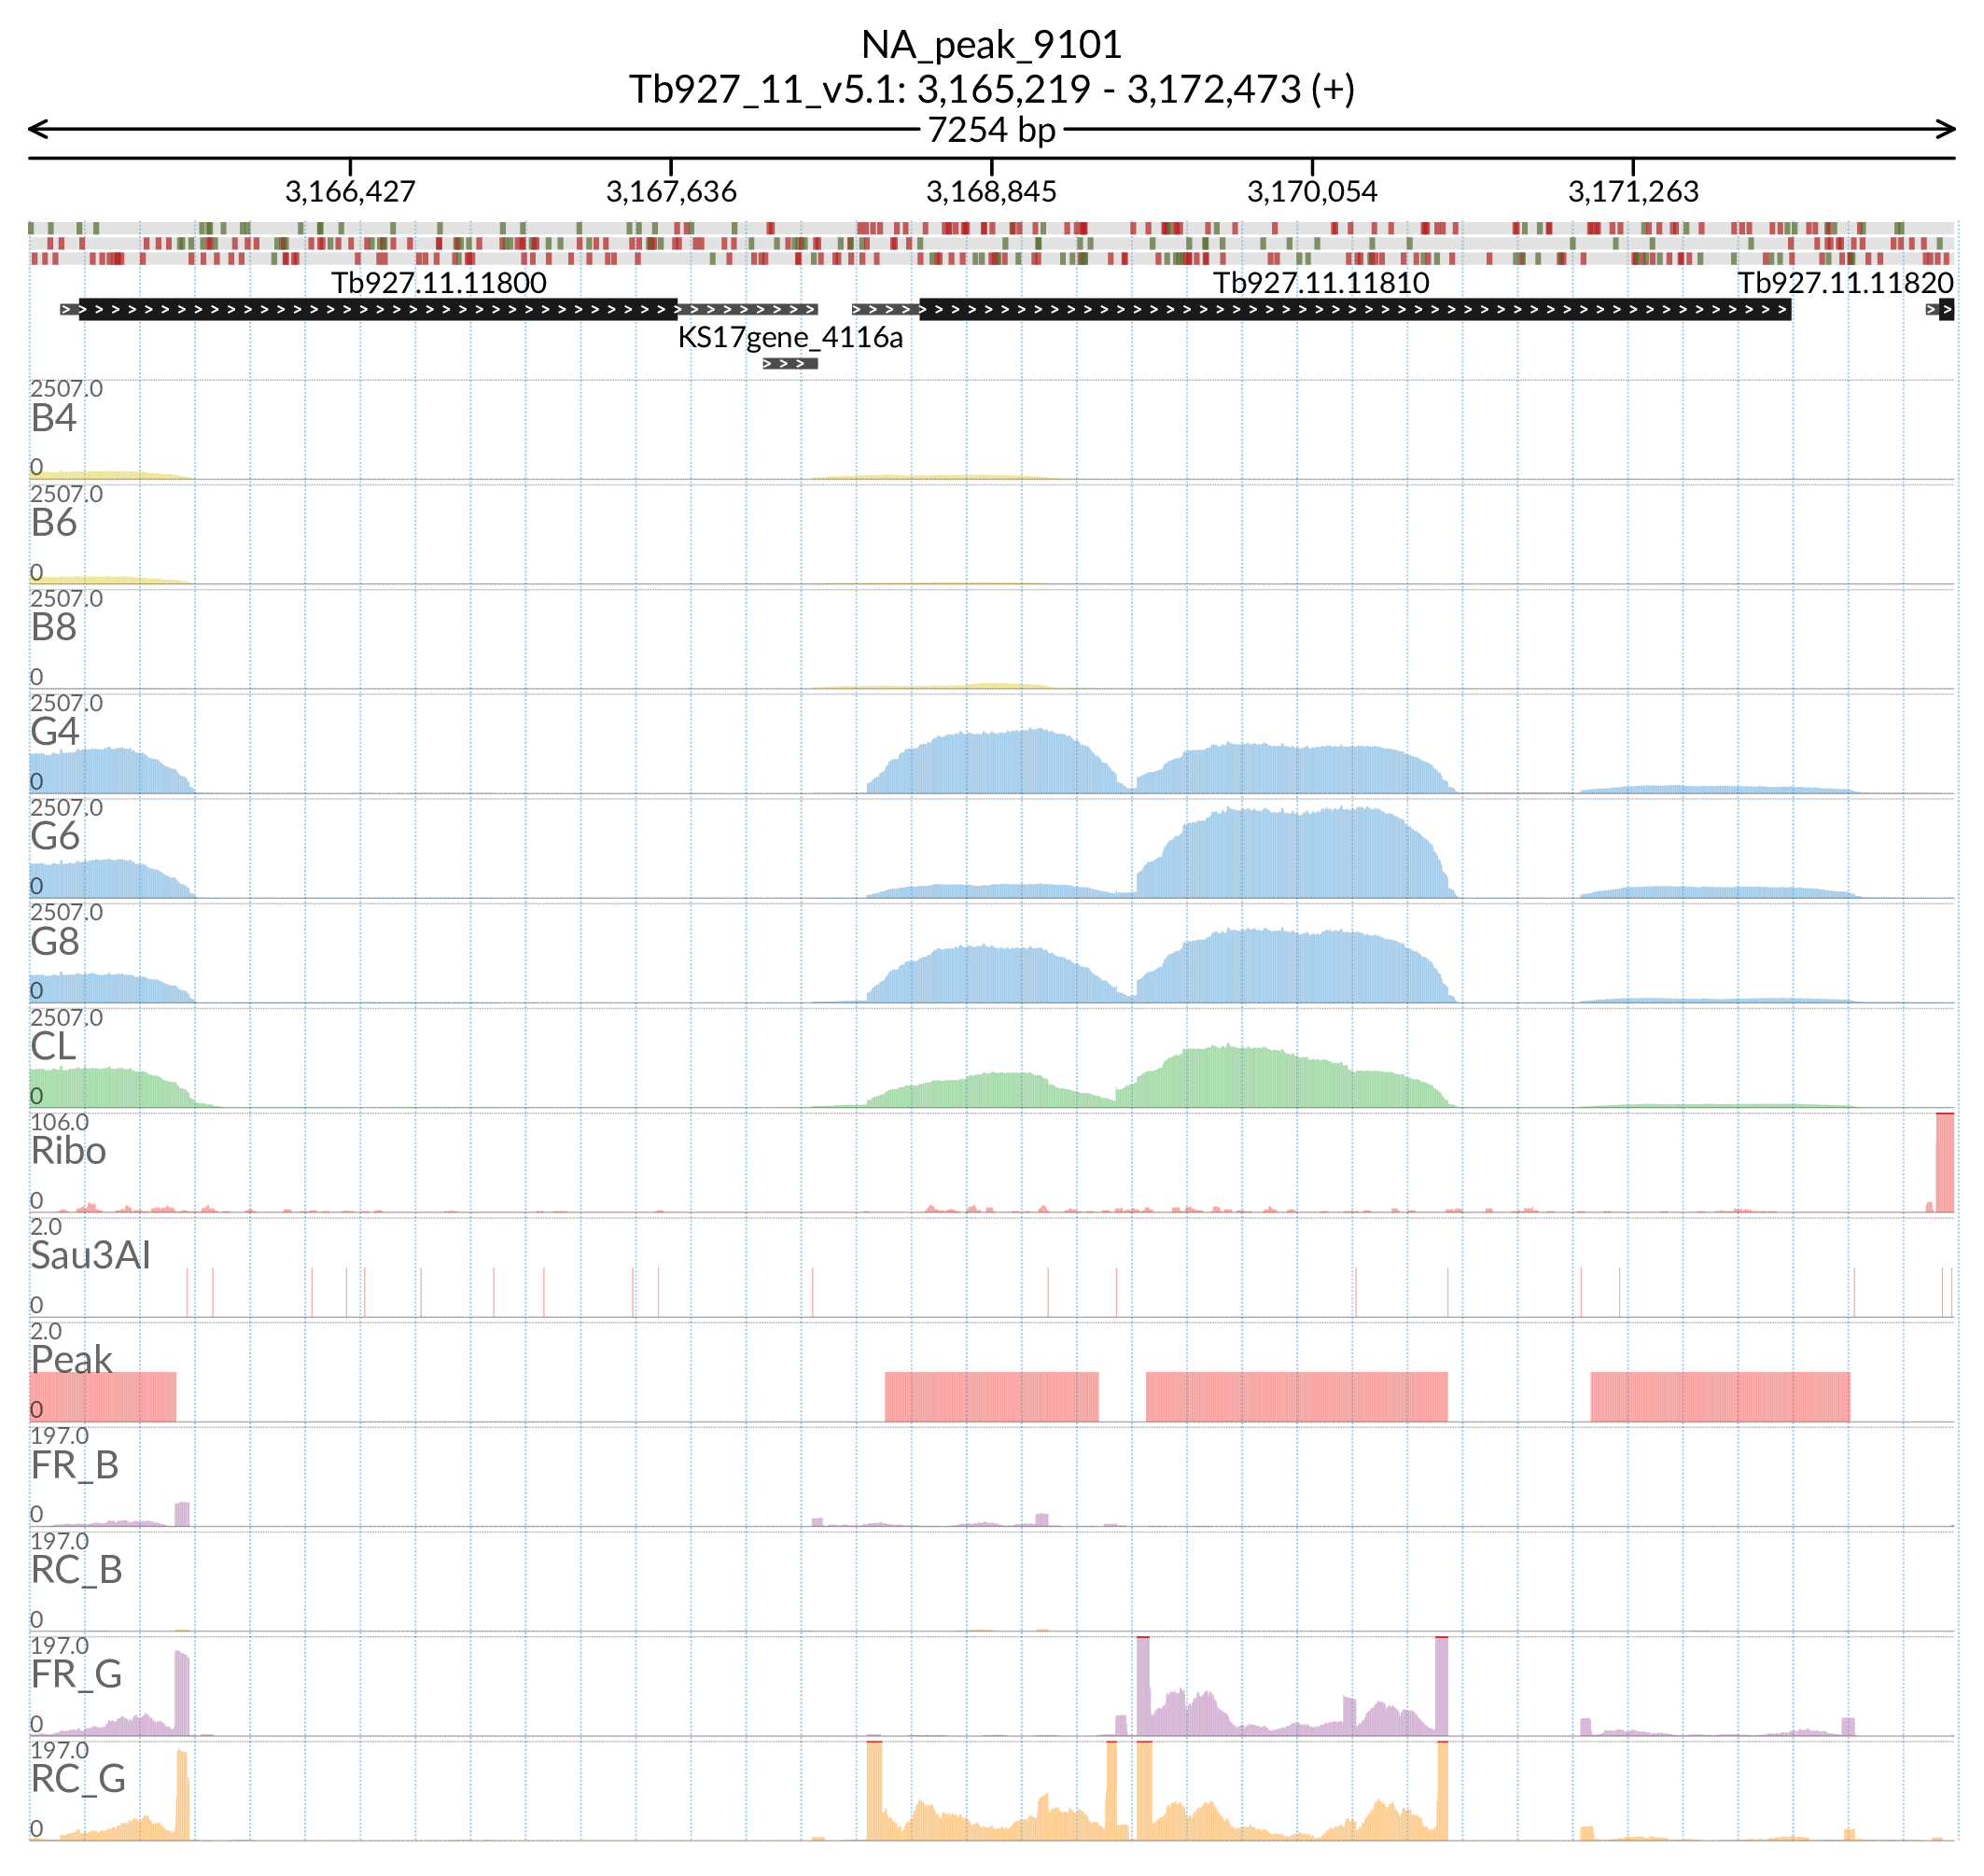 NA_peak_9101
Tb927_11_v5.1: 3,165,219 - 3,172,473 (+)
7254 bp
3,166,427 3,167,636 3,168,845 3,170,054 3,171,263
Tb927.11.11800 Tb927.11.11810 Tb927.11.11820
KS17gene_4116a
2507.0
B4
0
2507.0
B6
0
2507.0
B8
0
2507.0
G4
0
2507.0
G6
0
2507.0
G8
0
2507.0
CL
0
106.0
Ribo
0
2.0
Sau3AI
0
2.0
Peak
0
197.0
FR_B
0
197.0
RC_B
0
197.0
FR_G
0
197.0
RC_G
0